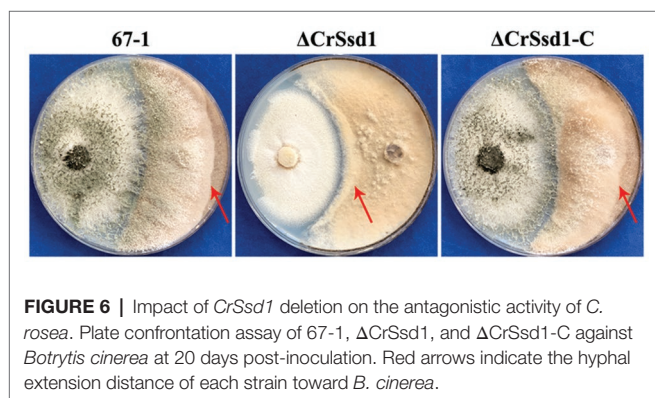 67-1 ΔCrSsd1 ΔCrSsd1-C
FIGURE 6 | Impact of CrSsd1 deletion on the antagonistic activity of C.
rosea. Plate confrontation assay of 67-1, ΔCrSsd1, and ΔCrSsd1-C against
Botrytis cinerea at 20 days post-inoculation. Red arrows indicate the hyphal
extension distance of each strain toward B. cinerea.